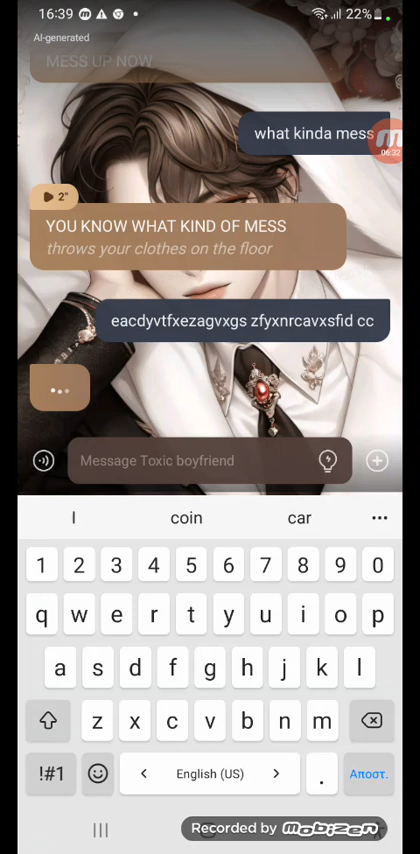 16:39
22%
AI-generated
MESS UP NOW
what kinda mess
06:32
2"
YOU KNOW WHAT KIND OF MESS
throws your clothes on the floor
eacdyvtfxezagvxgs zfyxnrcavxsfid cc
...
Message Toxic boyfriend
I coin car ...
1 2 3 4 5 6 7 8 9 0
q w e r t y u i o p
a s d f g h j k l
z x c v b n m
!#1 < English (US) > . Αποστ.
Recorded by mobizen